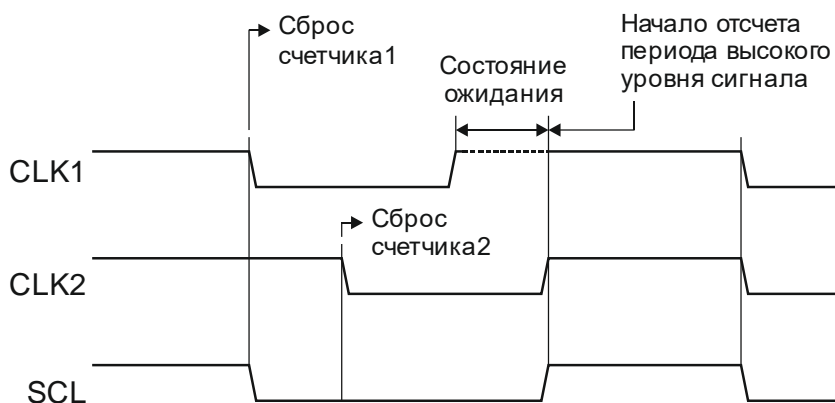 Сброс
счетчика1
Состояние
ожидания
Начало отсчета
периода высокого
уровня сигнала
CLK1
Сброс
счетчика2
CLK2
SCL